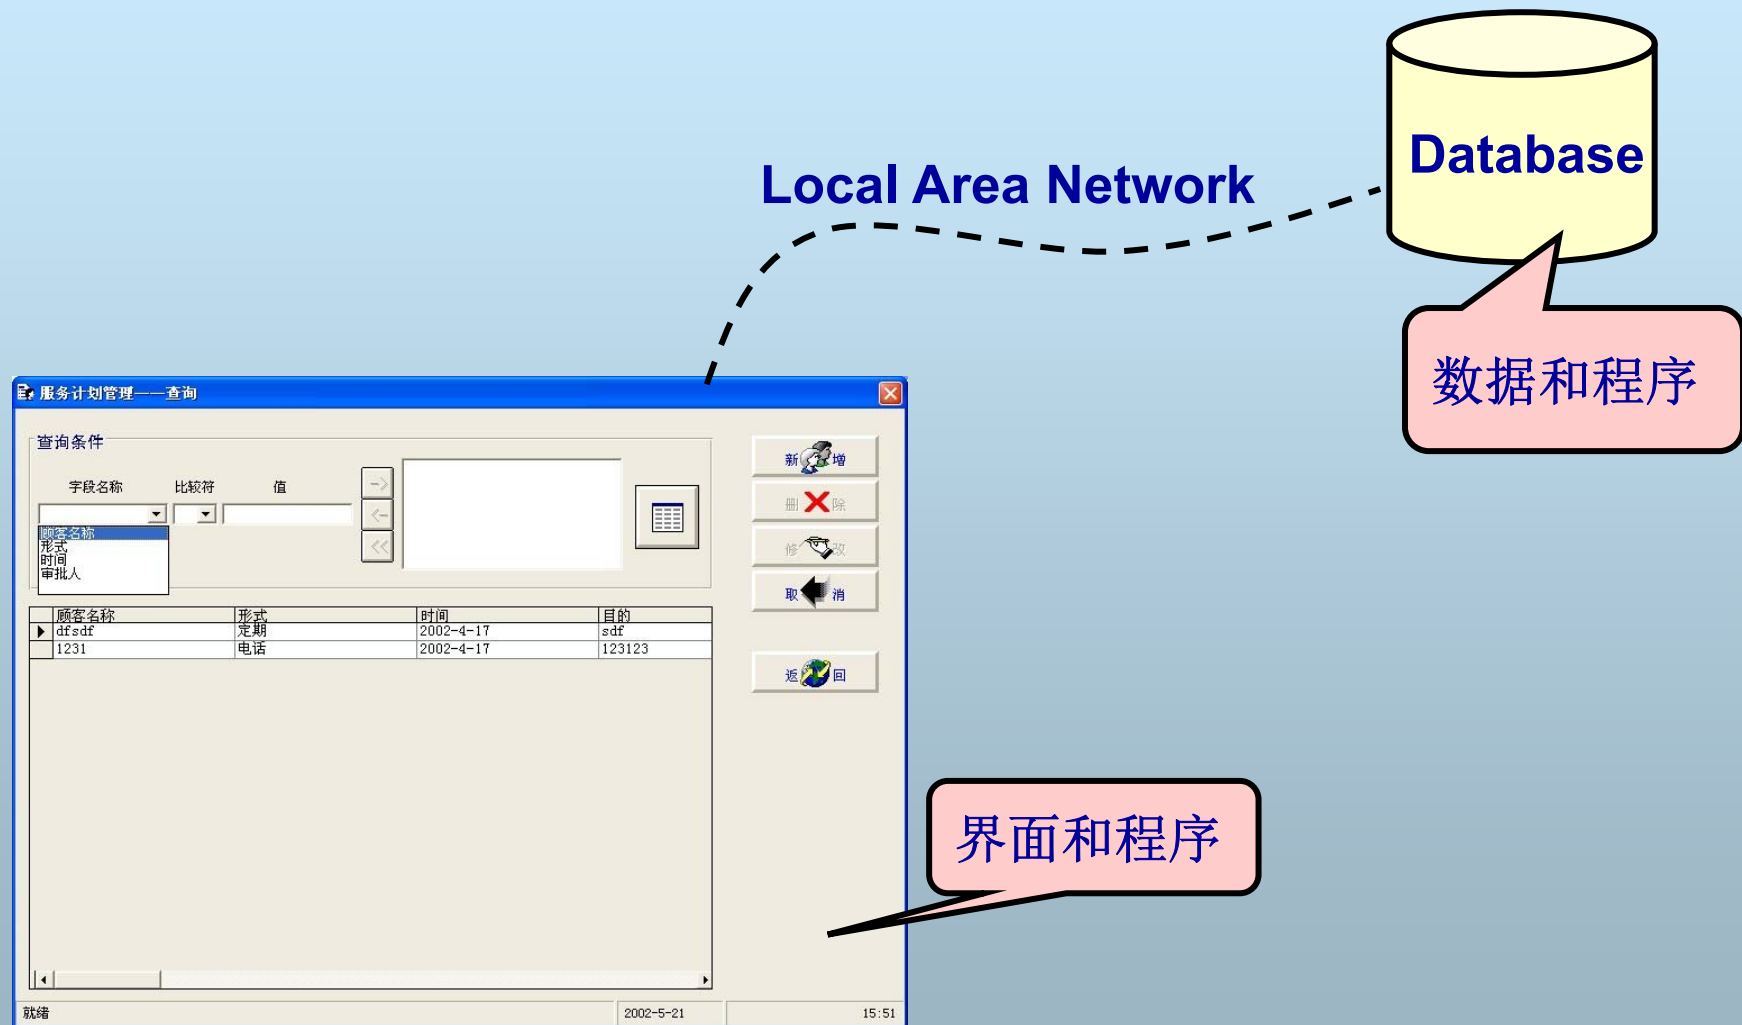 Database
Local Area Network
数据和程序
服务计划管理——查询
查询条件
字段名称 比较符 值
->
<-
<<
顾客名称
形式
时间
审批人
新增
删除
修改
取消
返回
顾客名称 形式 时间 目的
dfsdf 定期 2002-4-17 sdf
1231 电话 2002-4-17 123123
界面和程序
就绪 2002-5-21 15:51